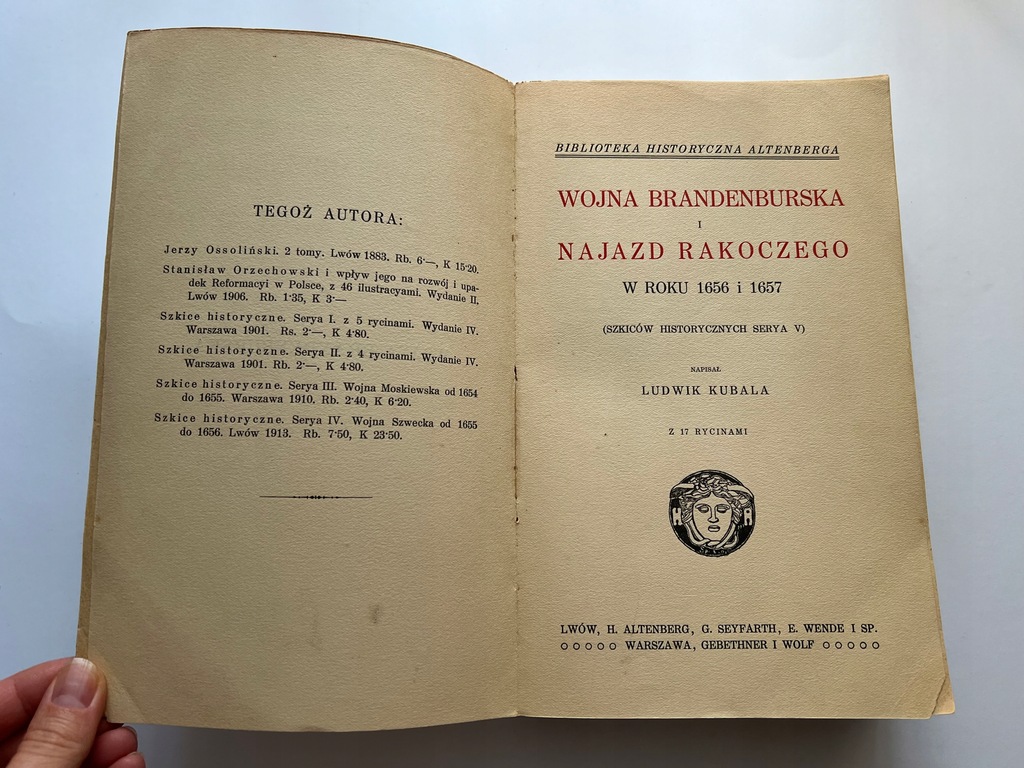 TEGOŻ AUTORA:
Jerzy Ossoliński. 2 tomy. Lwów 1883. Rb. 6·—, K 15·20.
Stanisław Orzechowski i wpływ jego na rozwój i upa-
dek Reformacyi w Polsce, z 46 ilustracyami. Wydanie II.
Lwów 1906. Rb. 1·35, K 3·—
Szkice historyczne. Serya I. z 5 rycinami. Wydanie IV.
Warszawa 1901. Rs. 2·—, K 4·80.
Szkice historyczne. Serya II. z 4 rycinami. Wydanie IV.
Warszawa 1901. Rb. 2·—, K 4·80.
Szkice historyczne. Serya III. Wojna Moskiewska od 1654
do 1655. Warszawa 1910. Rb. 2·40, K 6·20.
Szkice historyczne. Serya IV. Wojna Szwecka od 1655
do 1656. Lwów 1913. Rb. 7·50, K 23·50.
BIBLIOTEKA HISTORYCZNA ALTENBERGA
WOJNA BRANDENBURSKA
I
NAJAZD RAKOCZEGO
W ROKU 1656 i 1657
(SZKICÓW HISTORYCZNYCH SERYA V)
NAPISAŁ
LUDWIK KUBALA
Z 17 RYCINAMI
LWÓW, H. ALTENBERG, G. SEYFARTH, E. WENDE I SP.
WARSZAWA, GEBETHNER I WOLF